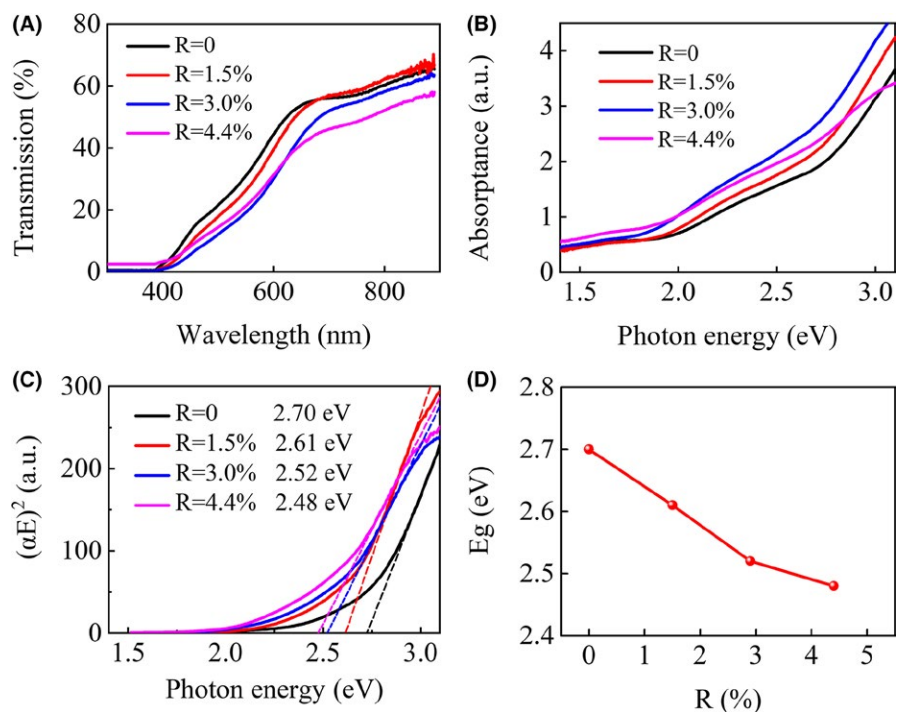 (A)
80
60
40
20
0
Transmission (%)
R=0
R=1.5%
R=3.0%
R=4.4%
400 600 800
Wavelength (nm)
(B)
4
3
2
1
0
Absorptance (a.u.)
R=0
R=1.5%
R=3.0%
R=4.4%
1.5 2.0 2.5 3.0
Photon energy (eV)
(C)
300
200
100
0
(αE)² (a.u.)
R=0 2.70 eV
R=1.5% 2.61 eV
R=3.0% 2.52 eV
R=4.4% 2.48 eV
1.5 2.0 2.5 3.0
Photon energy (eV)
(D)
2.8
2.7
2.6
2.5
2.4
Eg (eV)
0 1 2 3 4 5
R (%)